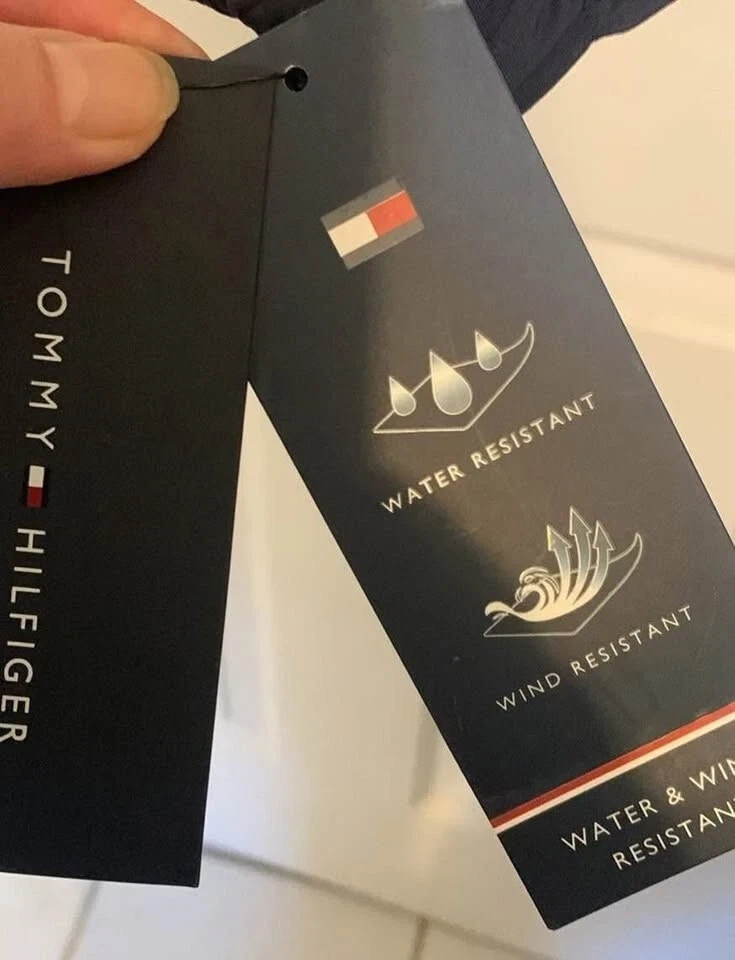 TOMMY HILFIGER
WATER RESISTANT
WIND RESISTANT
WATER & WIN
RESISTAN